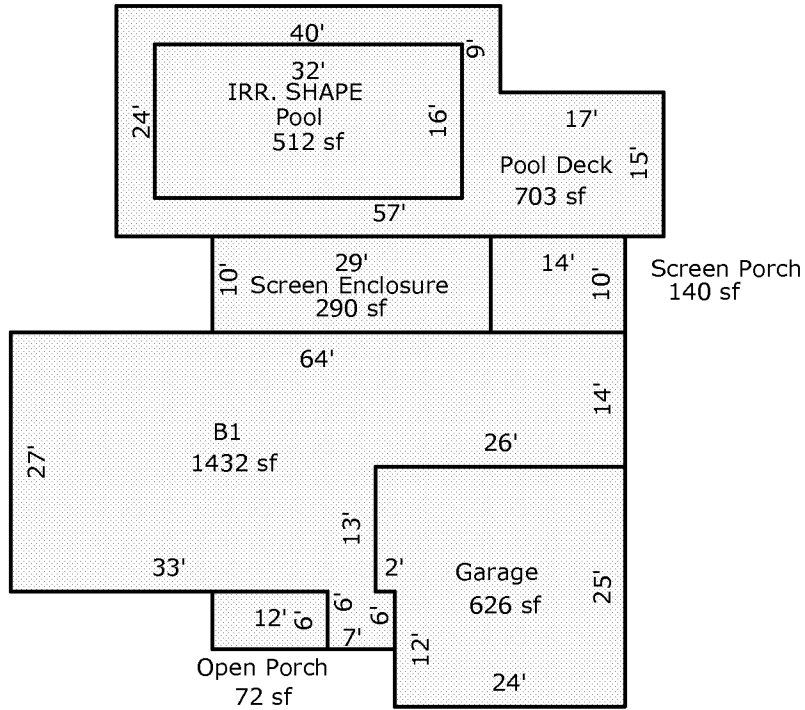 40'
9'
32'
IRR. SHAPE
24'
Pool
16'
512 sf
17'
Pool Deck
15'
703 sf
57'
10'
29'
Screen Enclosure
290 sf
14'
10'
Screen Porch
140 sf
64'
14'
B1
26'
27'
1432 sf
13'
33'
2'
Garage
626 sf
25'
12'
6'
6'
6'
7'
12'
24'
Open Porch
72 sf